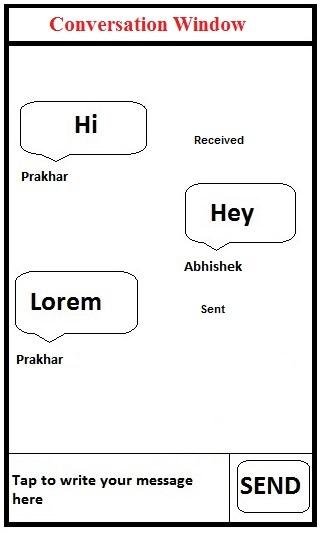 Conversation Window
Hi
Received
Prakhar
Hey
Abhishek
Lorem
Sent
Prakhar
Tap to write your message
here
SEND